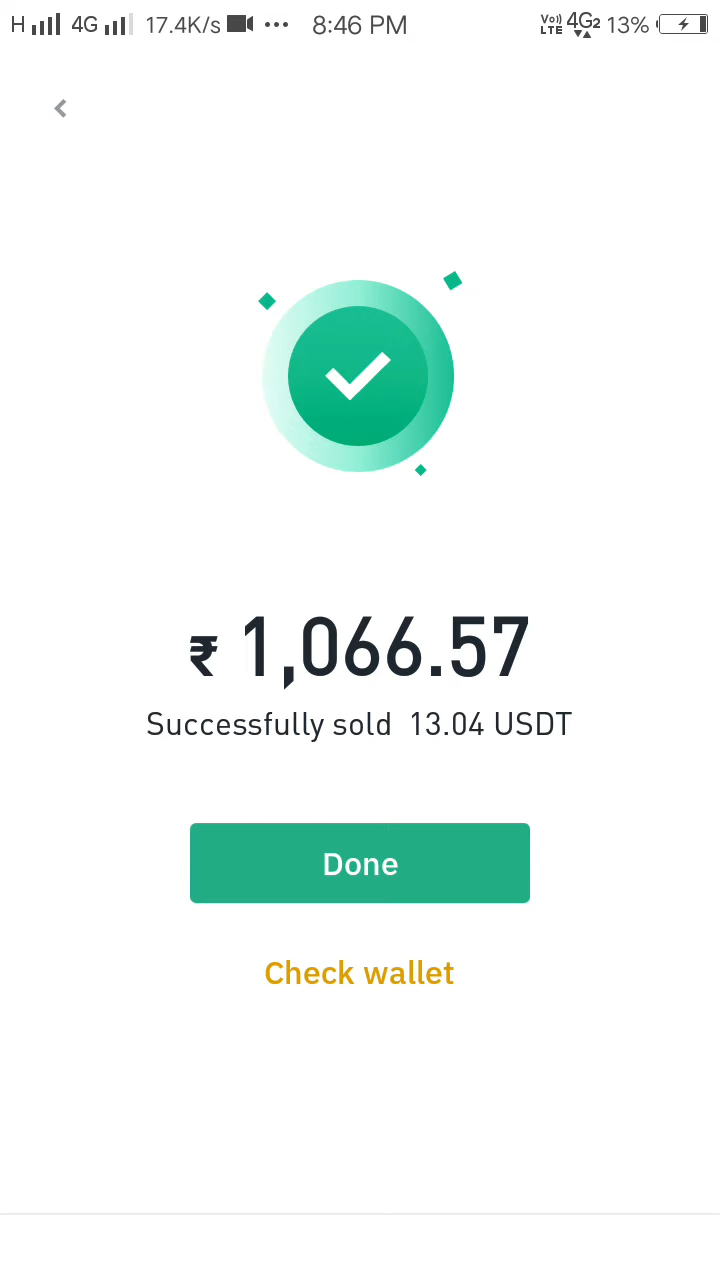 H 4G 17.4K/s ... 8:46 PM Vo)) LTE 4G2 13%
₹ 1,066.57
Successfully sold 13.04 USDT
Done
Check wallet